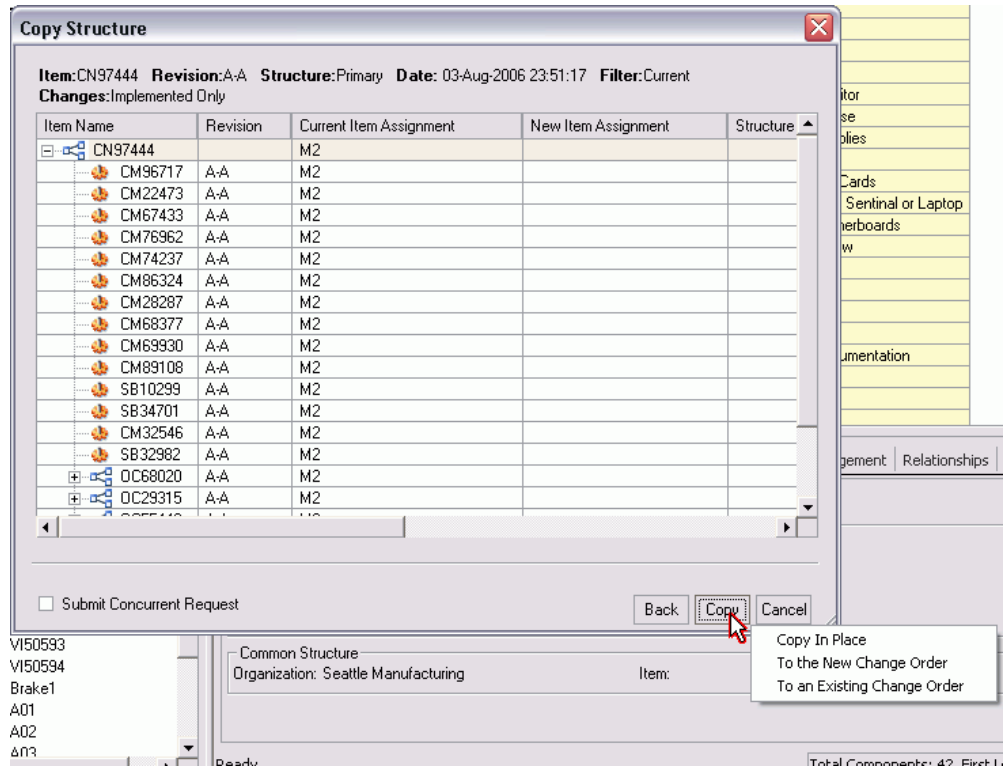 Copy Structure
Item:CN97444 Revision:A-A Structure:Primary Date: 03-Aug-2006 23:51:17 Filter:Current
Changes:Implemented Only
Item Name Revision Current Item Assignment New Item Assignment Structure
CN97444 M2
CM96717 A-A M2
CM22473 A-A M2
CM67433 A-A M2
CM76962 A-A M2
CM74237 A-A M2
CM86324 A-A M2
CM28287 A-A M2
CM68377 A-A M2
CM69930 A-A M2
CM89108 A-A M2
SB10299 A-A M2
SB34701 A-A M2
CM32546 A-A M2
SB32982 A-A M2
OC68020 A-A M2
OC29315 A-A M2
Submit Concurrent Request
Back Copy Cancel
Copy In Place
To the New Change Order
To an Existing Change Order
itor
se
plies
Cards
Sentinal or Laptop
nerboards
w
umentation
gement Relationships
VI50593
VI50594
Brake1
A01
A02
A03
Common Structure
Organization: Seattle Manufacturing Item:
Ready
Total Components: 42, First L